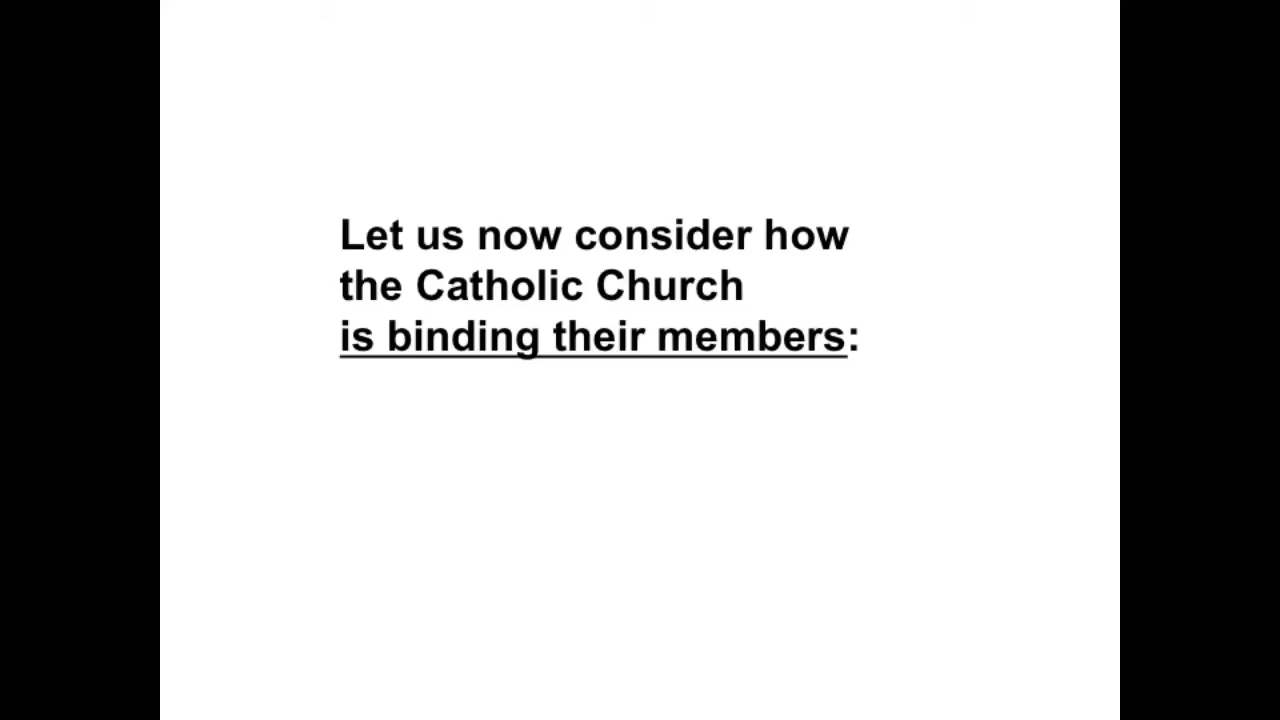 Let us now consider how
the Catholic Church
is binding their members: